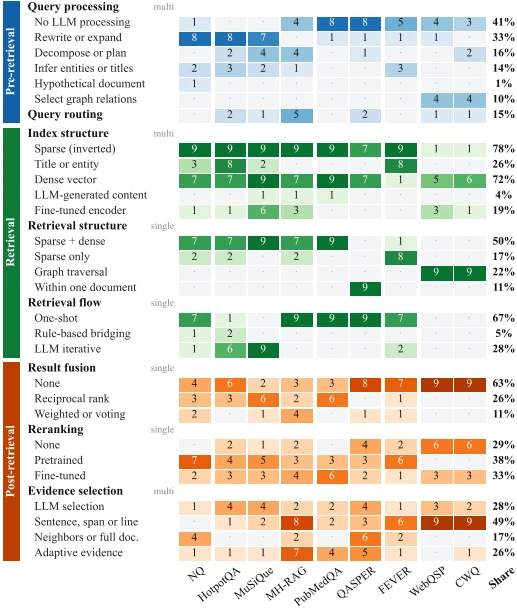 Query processing multi
No LLM processing 1 · · 4 8 8 5 4 3 41%
Rewrite or expand 8 8 7 · 1 1 1 1 · 33%
Decompose or plan · 2 4 4 · 1 · · 2 16%
Infer entities or titles 2 3 2 1 · · 3 · · 14%
Hypothetical document 1 · · · · · · · · 1%
Select graph relations · · · · · · · 4 4 10%
Query routing · 2 1 5 · 2 · 1 1 15%
Pre-retrieval
Index structure multi
Sparse (inverted) 9 9 9 9 9 7 9 1 1 78%
Title or entity 3 8 2 · · · 8 · · 26%
Dense vector 7 7 9 7 9 7 1 5 6 72%
LLM-generated content · · 1 1 1 · · · · 4%
Fine-tuned encoder 1 1 6 3 · · · 3 1 19%
Retrieval structure single
Sparse + dense 7 7 9 7 9 · 1 · · 50%
Sparse only 2 2 · 2 · · 8 · · 17%
Graph traversal · · · · · · · 9 9 22%
Within one document · · · · · 9 · · · 11%
Retrieval flow single
One-shot 7 1 · 9 9 9 7 · · 67%
Rule-based bridging 1 2 · · · · · · · 5%
LLM iterative 1 6 9 · · · 2 · · 28%
Retrieval
Result fusion single
None 4 6 2 3 3 8 7 9 9 63%
Reciprocal rank 3 3 6 2 6 · 1 · · 26%
Weighted or voting 2 · 1 4 · 1 1 · · 11%
Reranking single
None · 2 1 2 · 4 2 6 6 29%
Pretrained 7 4 5 3 3 3 6 · · 38%
Fine-tuned 2 3 3 4 6 2 1 3 3 33%
Evidence selection multi
LLM selection 1 4 4 2 2 4 1 3 2 28%
Sentence, span or line · 1 2 8 2 3 6 9 9 49%
Neighbors or full doc. 4 · · 2 · 6 2 · · 17%
Adaptive evidence 1 1 1 7 4 5 1 · 1 26%
Post-retrieval
NQ HotpotQA MuSiQue MH-RAG PubMedQA QASPER FEVER WebQSP CWQ Share